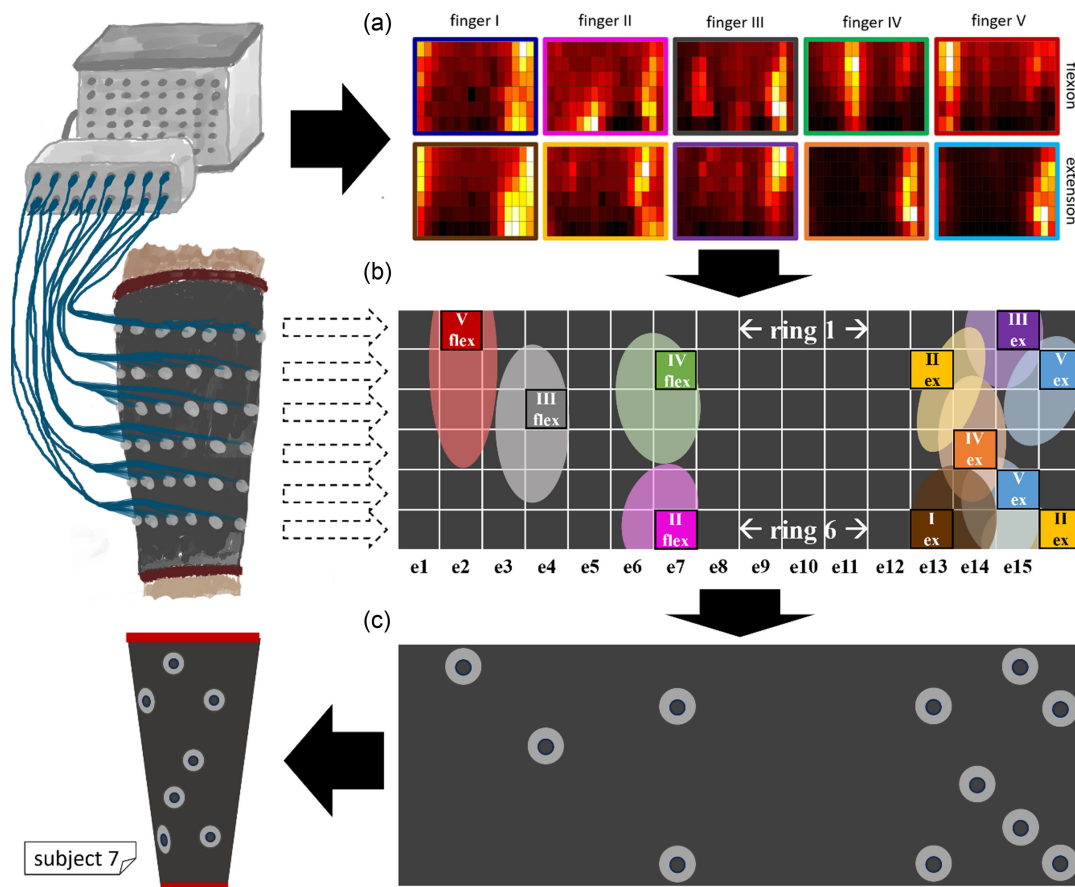 (a)
finger I
finger II
finger III
finger IV
finger V
flexion
extension
(b)
V
flex
III
flex
IV
flex
II
flex
← ring 1 →
← ring 6 →
III
ex
II
ex
V
ex
IV
ex
V
ex
I
ex
II
ex
e1 e2 e3 e4 e5 e6 e7 e8 e9 e10 e11 e12 e13 e14 e15
(c)
subject 7